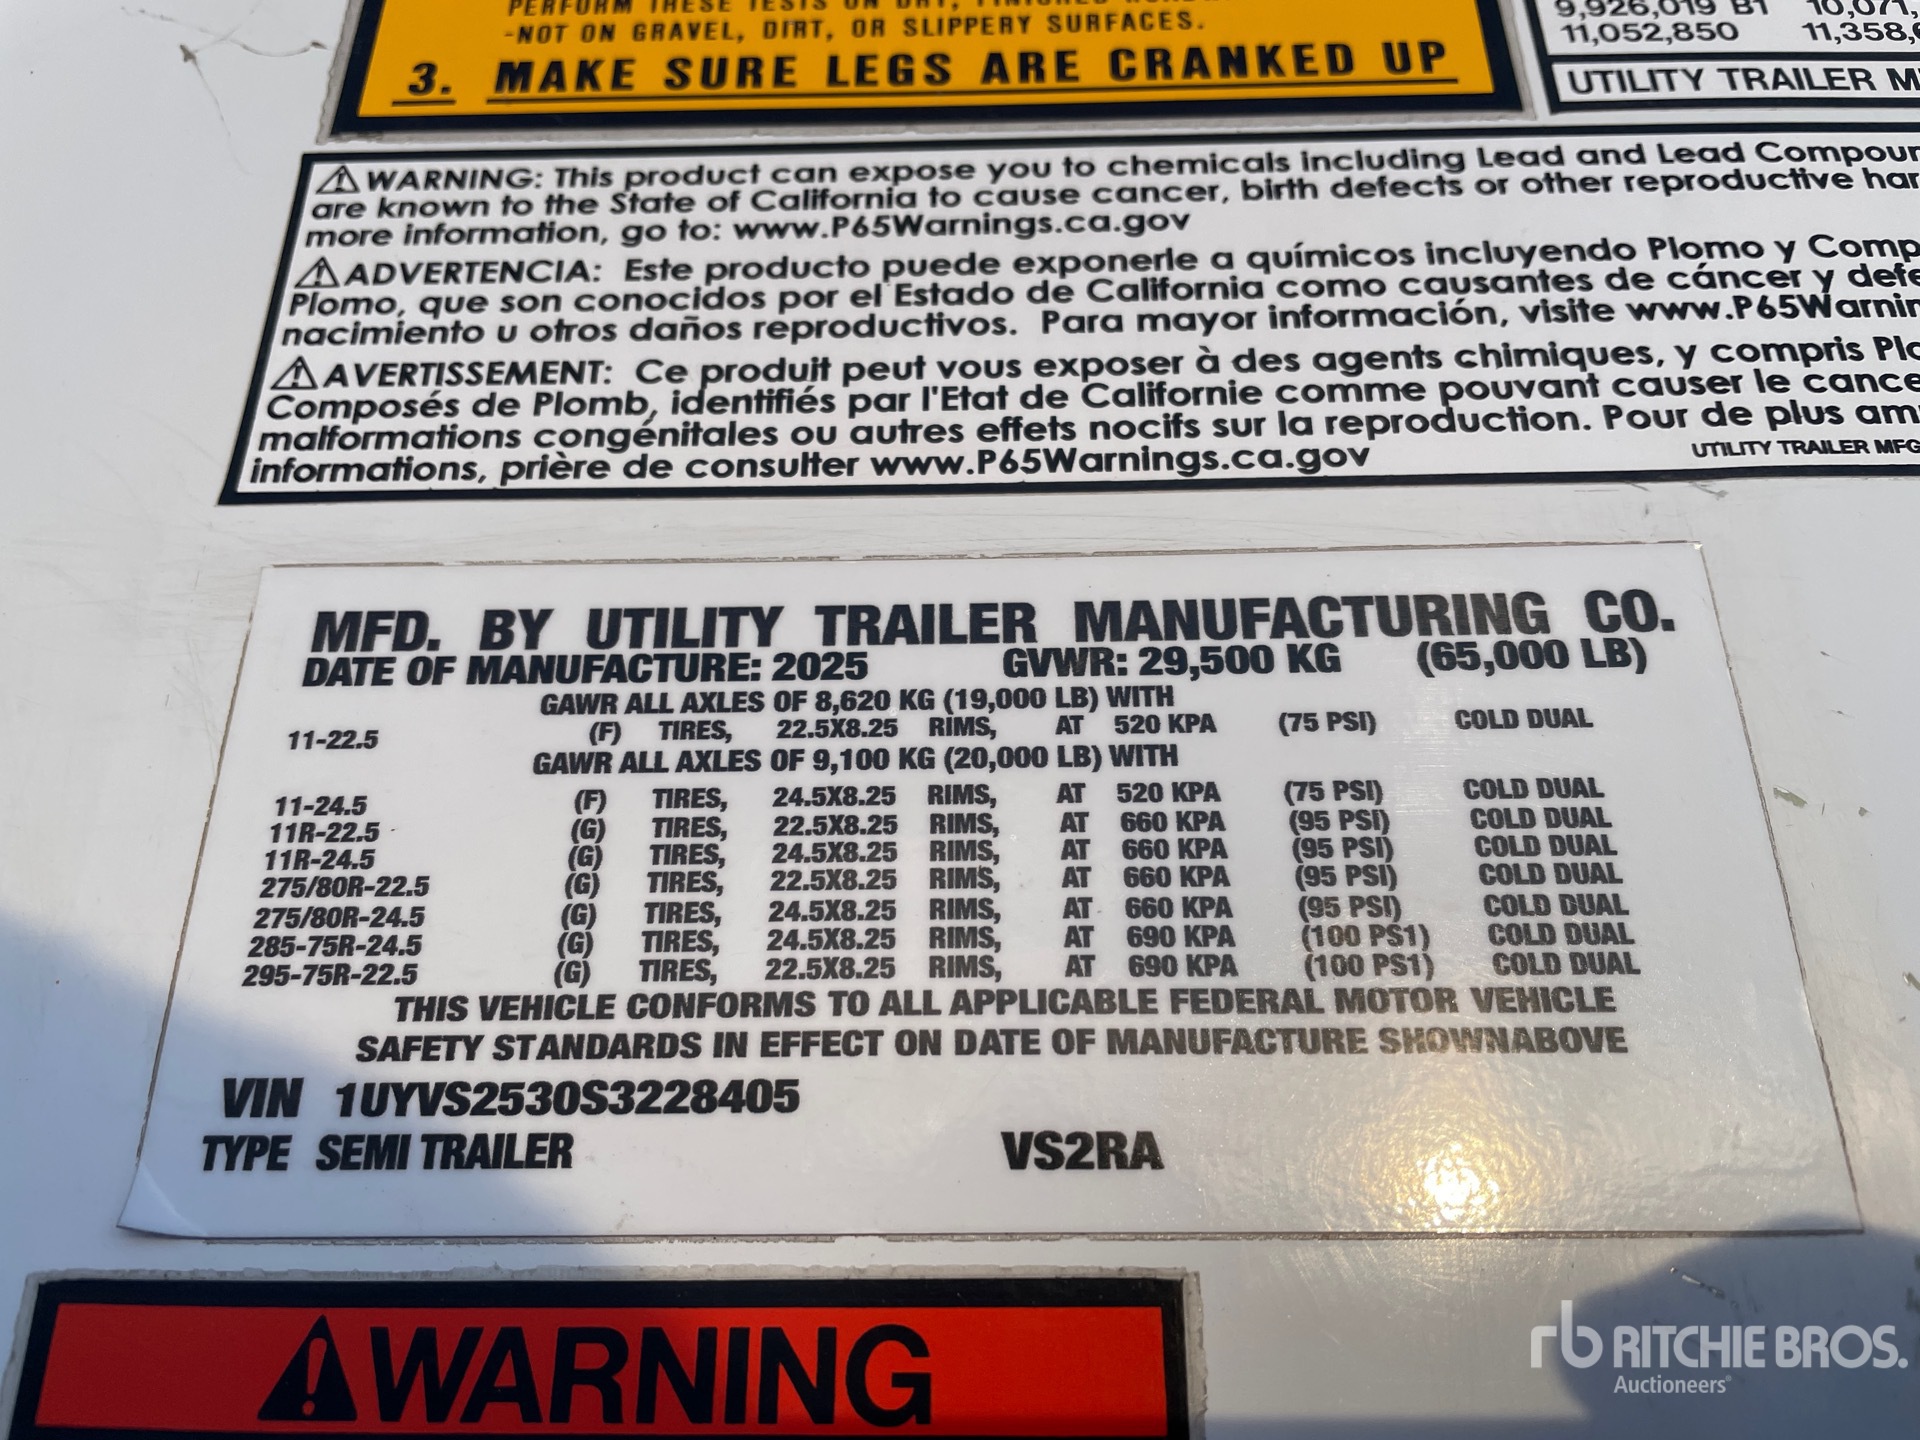 PERFORM THESE TESTS ON DRY,
-NOT ON GRAVEL, DIRT, OR SLIPPERY SURFACES.
3. MAKE SURE LEGS ARE CRANKED UP
9,926,019 B1 10,071,
11,052,850 11,358,
UTILITY TRAILER M
⚠ WARNING: This product can expose you to chemicals including Lead and Lead Compoun
are known to the State of California to cause cancer, birth defects or other reproductive har
more information, go to: www.P65Warnings.ca.gov
⚠ ADVERTENCIA: Este producto puede exponerle a químicos incluyendo Plomo y Comp
Plomo, que son conocidos por el Estado de California como causantes de cáncer y defe
nacimiento u otros daños reproductivos. Para mayor información, visite www.P65Warnin
⚠ AVERTISSEMENT: Ce produit peut vous exposer à des agents chimiques, y compris Plo
Composés de Plomb, identifiés par l'Etat de Californie comme pouvant causer le cance
malformations congénitales ou autres effets nocifs sur la reproduction. Pour de plus am
informations, prière de consulter www.P65Warnings.ca.gov
UTILITY TRAILER MFG
MFD. BY UTILITY TRAILER MANUFACTURING CO.
DATE OF MANUFACTURE: 2025 GVWR: 29,500 KG (65,000 LB)
GAWR ALL AXLES OF 8,620 KG (19,000 LB) WITH
11-22.5 (F) TIRES, 22.5X8.25 RIMS, AT 520 KPA (75 PSI) COLD DUAL
GAWR ALL AXLES OF 9,100 KG (20,000 LB) WITH
11-24.5 (F) TIRES, 24.5X8.25 RIMS, AT 520 KPA (75 PSI) COLD DUAL
11R-22.5 (G) TIRES, 22.5X8.25 RIMS, AT 660 KPA (95 PSI) COLD DUAL
11R-24.5 (G) TIRES, 24.5X8.25 RIMS, AT 660 KPA (95 PSI) COLD DUAL
275/80R-22.5 (G) TIRES, 22.5X8.25 RIMS, AT 660 KPA (95 PSI) COLD DUAL
275/80R-24.5 (G) TIRES, 24.5X8.25 RIMS, AT 660 KPA (95 PSI) COLD DUAL
285-75R-24.5 (G) TIRES, 24.5X8.25 RIMS, AT 690 KPA (100 PS1) COLD DUAL
295-75R-22.5 (G) TIRES, 22.5X8.25 RIMS, AT 690 KPA (100 PS1) COLD DUAL
THIS VEHICLE CONFORMS TO ALL APPLICABLE FEDERAL MOTOR VEHICLE
SAFETY STANDARDS IN EFFECT ON DATE OF MANUFACTURE SHOWNABOVE
VIN 1UYVS2530S3228405
TYPE SEMI TRAILER VS2RA
⚠ WARNING
rb RITCHIE BROS.
Auctioneers